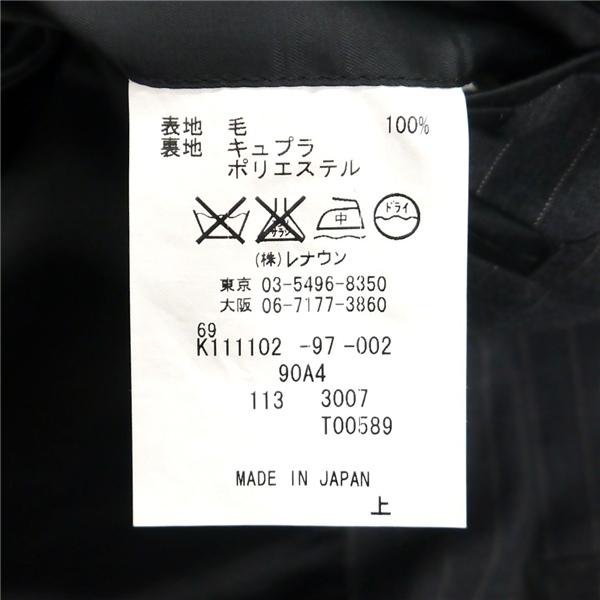 表地 毛 100%
裏地 キュプラ
ポリエステル
中 ドライ
(株)レナウン
東京 03-5496-8350
大阪 06-7177-3860
69
K111102 -97 -002
90A4
113 3007
T00589
MADE IN JAPAN
上